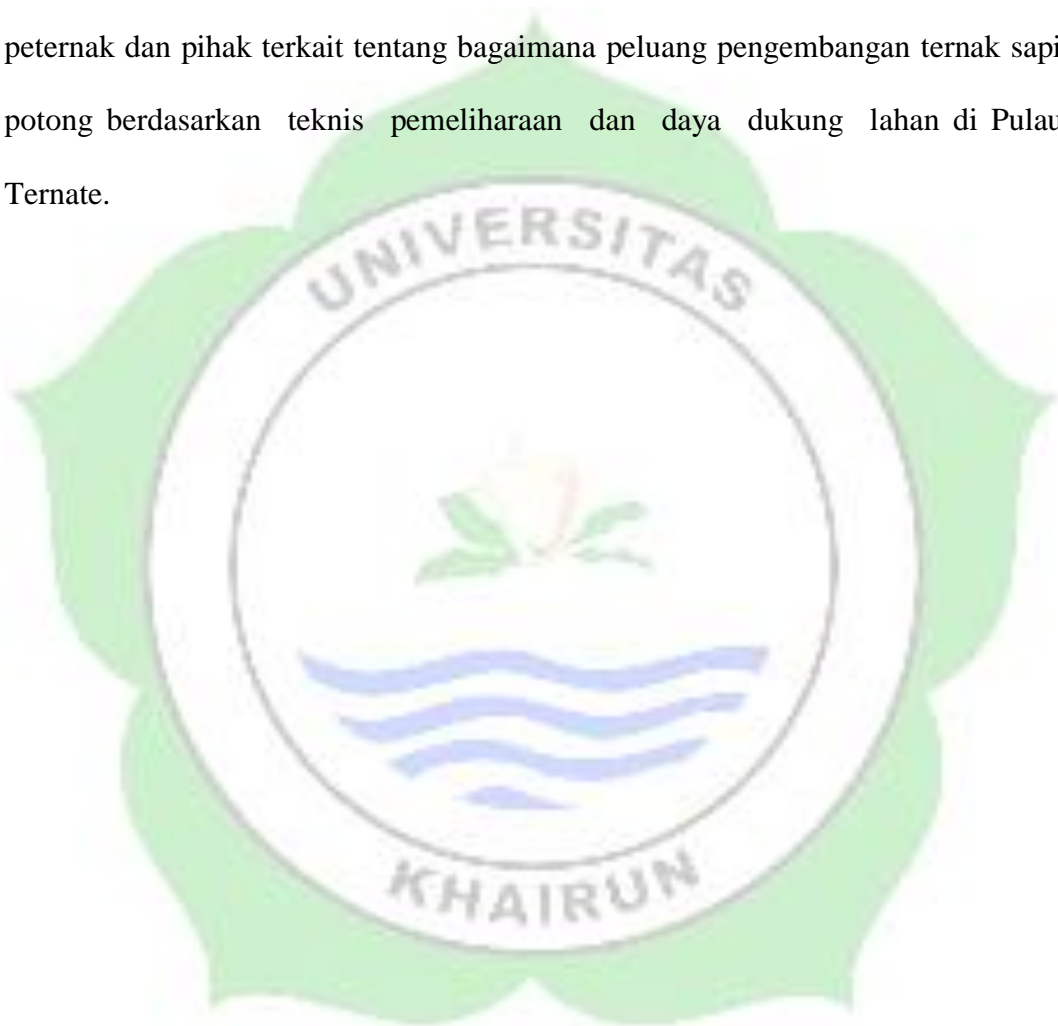 peternak dan pihak terkait tentang bagaimana peluang pengembangan ternak sapi
potong berdasarkan teknis pemeliharaan dan daya dukung lahan di Pulau
Ternate.
UNIVERSITAS
KHAIRUN